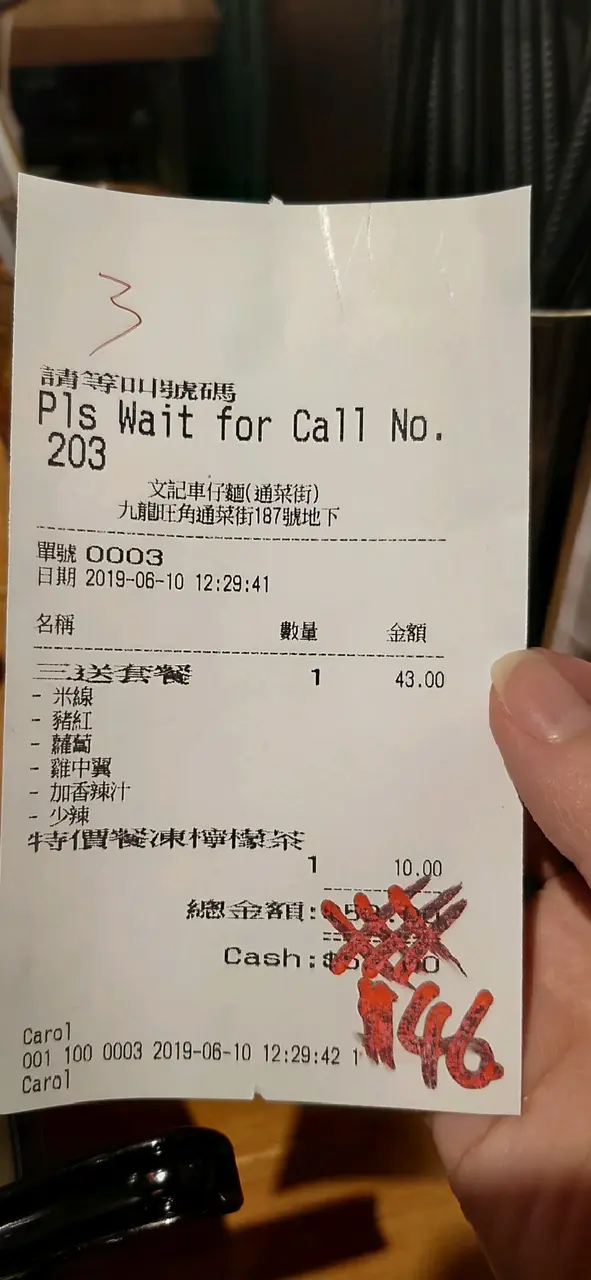 3
請等叫號碼
Pls Wait for Call No.
203
文記車仔麵(通菜街)
九龍旺角通菜街187號地下
單號 0003
日期 2019-06-10 12:29:41
名稱 數量 金額
三送套餐 1 43.00
- 米線
- 豬紅
- 蘿蔔
- 雞中翼
- 加香辣汁
- 少辣
特價餐凍檸檬茶
1 10.00
總金額:
Cash:
146
Carol
001 100 0003 2019-06-10 12:29:42 1
Carol